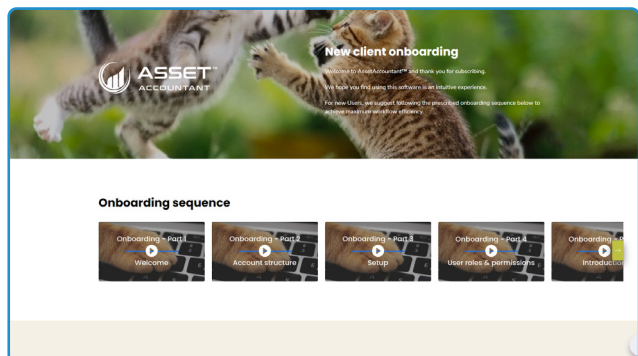 New client onboarding
ASSET™
ACCOUNTANT
Welcome to AssetAccountant™ and thank you for subscribing.
We hope you find using this software is an intuitive experience.
For new Users, we suggest following the prescribed onboarding sequence below to
achieve maximum workflow efficiency.
Onboarding sequence
Onboarding - Part 1
Welcome
Onboarding - Part 2
Account structure
Onboarding - Part 3
Setup
Onboarding - Part 4
User roles & permissions
Onboarding - P
Introduction